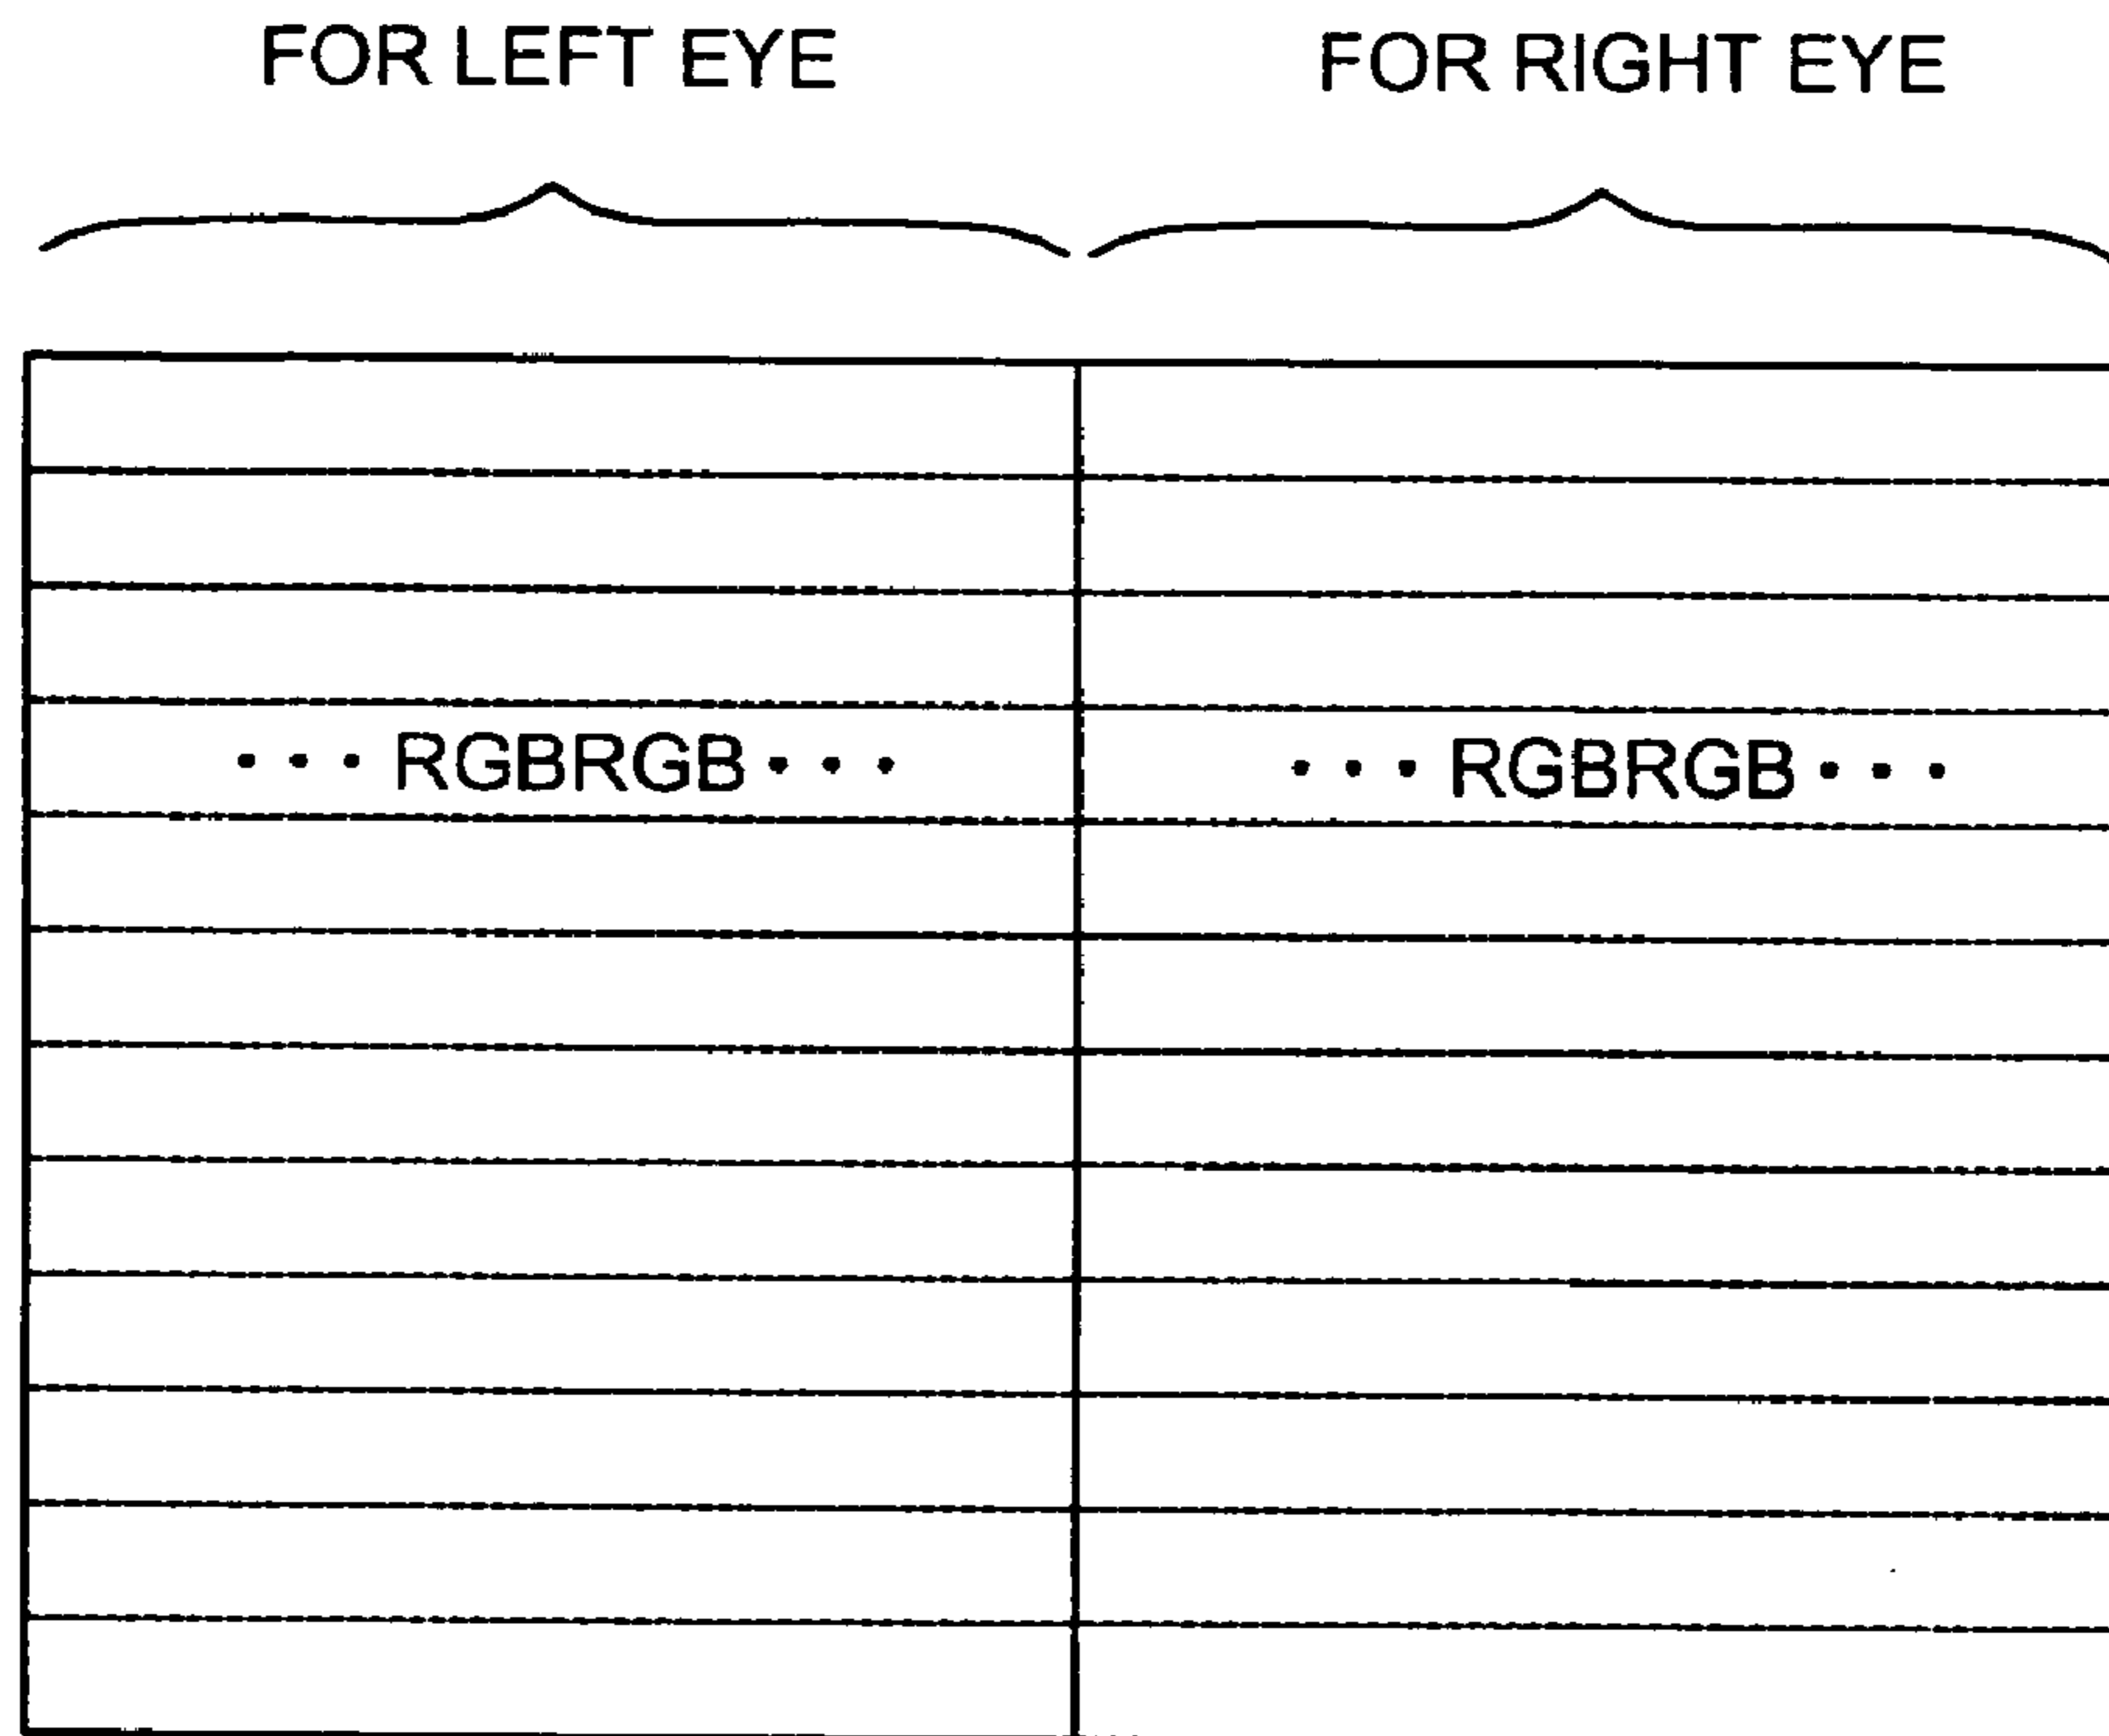 FOR LEFT EYE
FOR RIGHT EYE
• • • RGBRGB • • •
• • • RGBRGB • • •